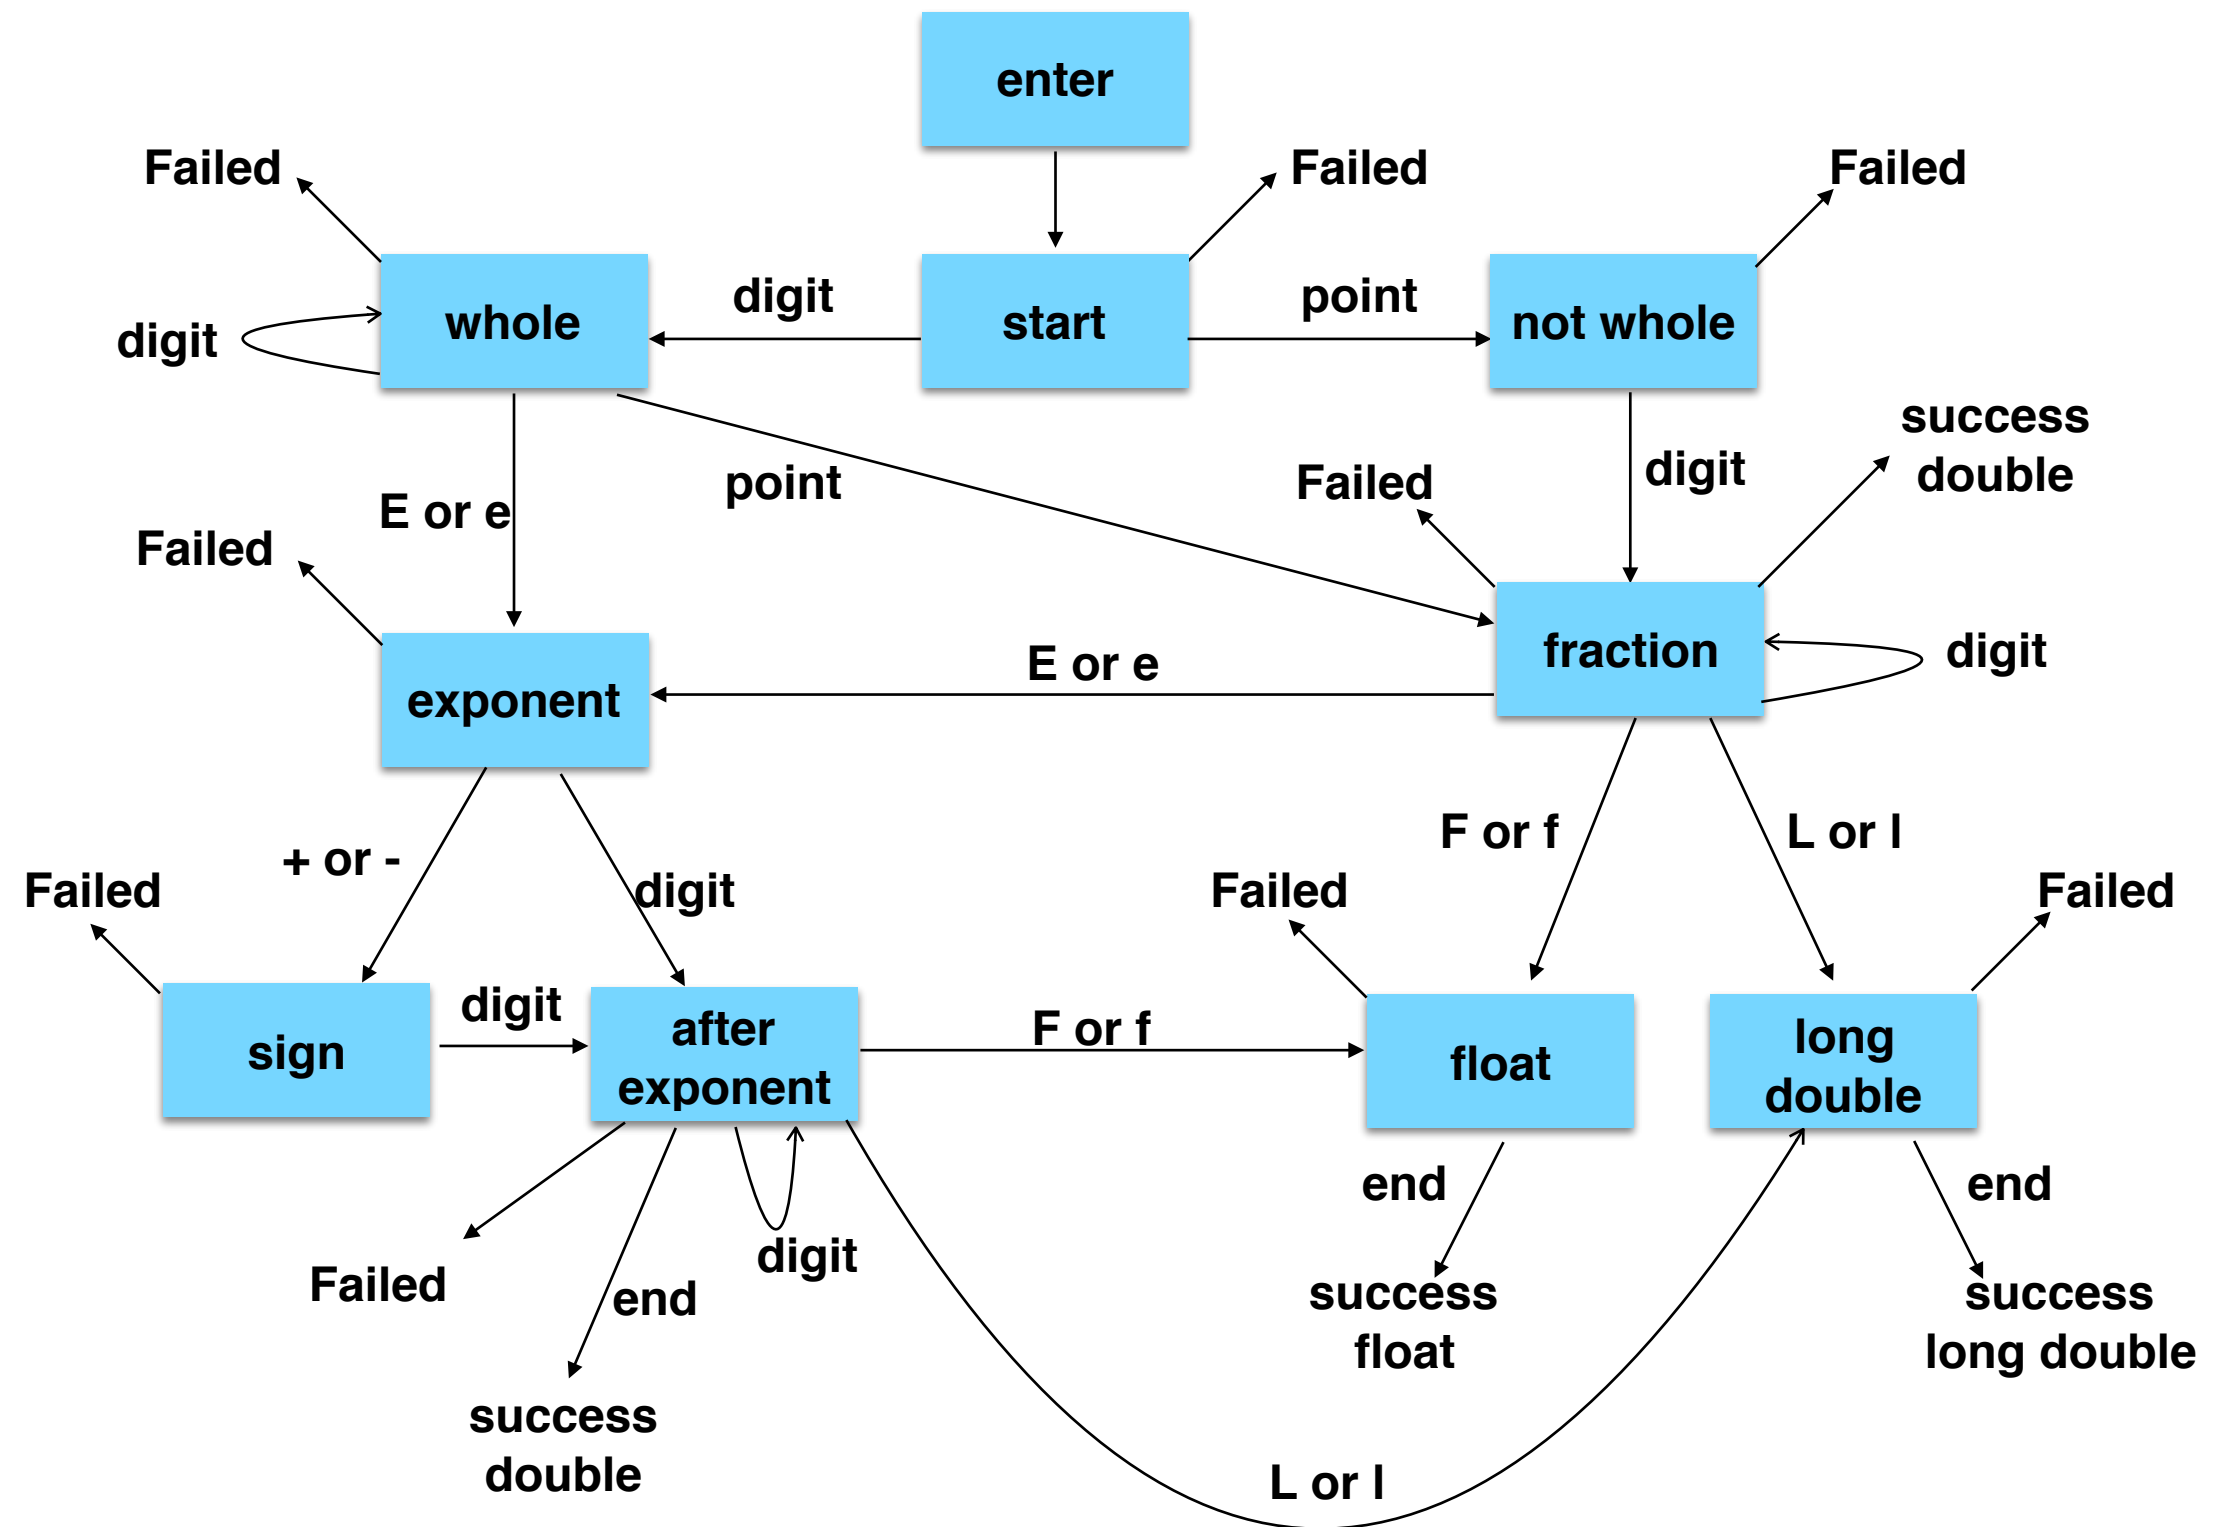 enter
Failed
Failed
Failed
digit
point
whole
start
not whole
digit
success
double
digit
point
Failed
E or e
Failed
fraction
digit
E or e
exponent
F or f
L or l
+ or -
digit
Failed
Failed
Failed
digit
F or f
sign
after
exponent
float
long
double
end
end
digit
Failed
end
success
float
success
long double
success
double
L or l